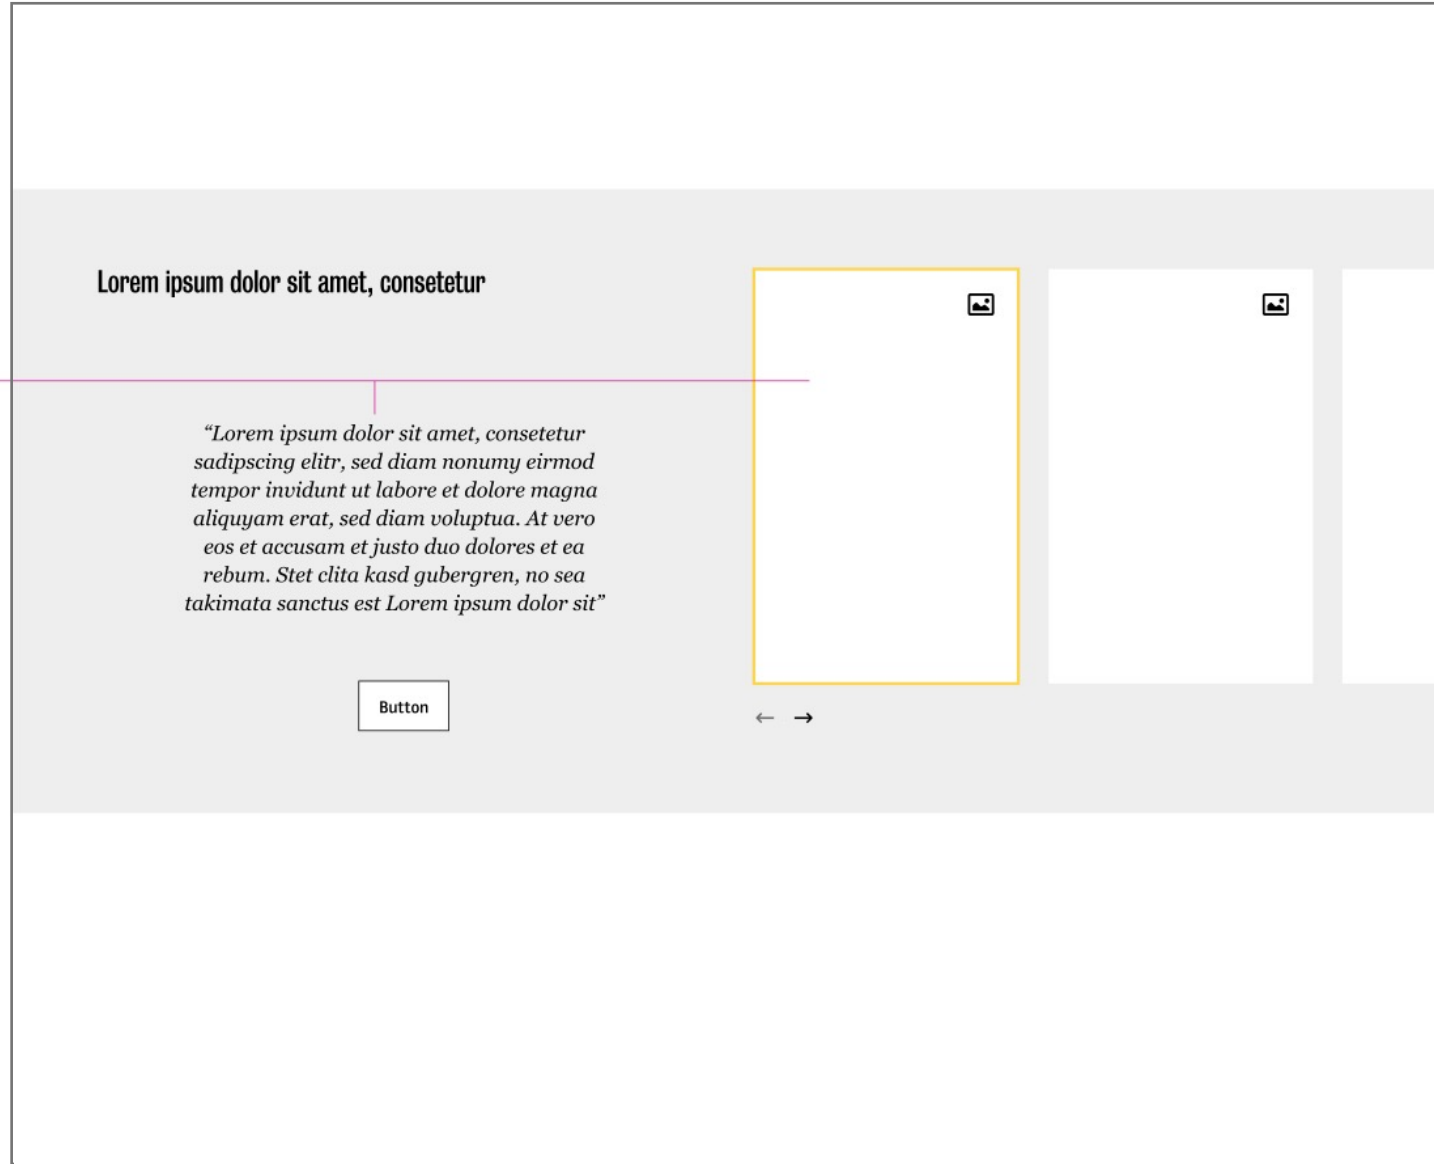 Lorem ipsum dolor sit amet, consetetur
“Lorem ipsum dolor sit amet, consetetur
sadipscing elitr, sed diam nonumy eirmod
tempor invidunt ut labore et dolore magna
aliquyam erat, sed diam voluptua. At vero
eos et accusam et justo duo dolores et ea
rebum. Stet clita kasd gubergren, no sea
takimata sanctus est Lorem ipsum dolor sit”
Button